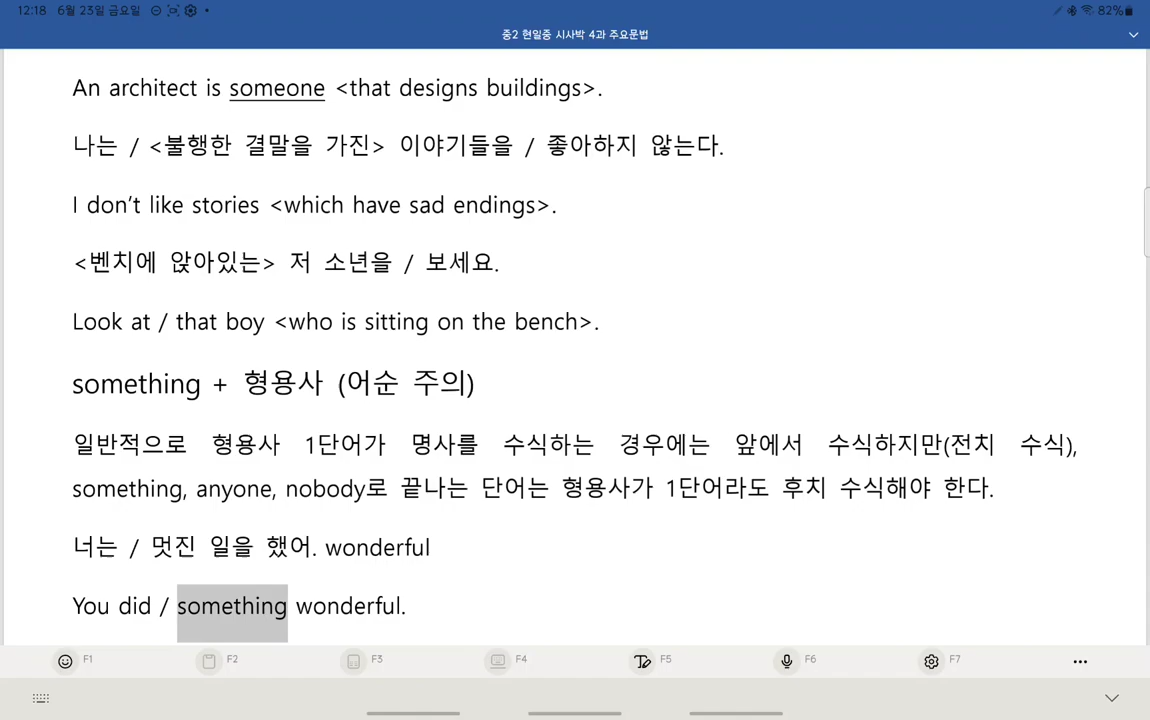 12:18 6월 23일 금요일 82%
중2 현일중 시사박 4과 주요문법
An architect is someone <that designs buildings>.
나는 / <불행한 결말을 가진> 이야기들을 / 좋아하지 않는다.
I don’t like stories <which have sad endings>.
<벤치에 앉아있는> 저 소년을 / 보세요.
Look at / that boy <who is sitting on the bench>.
something + 형용사 (어순 주의)
일반적으로 형용사 1단어가 명사를 수식하는 경우에는 앞에서 수식하지만(전치 수식),
something, anyone, nobody로 끝나는 단어는 형용사가 1단어라도 후치 수식해야 한다.
너는 / 멋진 일을 했어. wonderful
You did / something wonderful.
F1 F2 F3 F4 F5 F6 F7